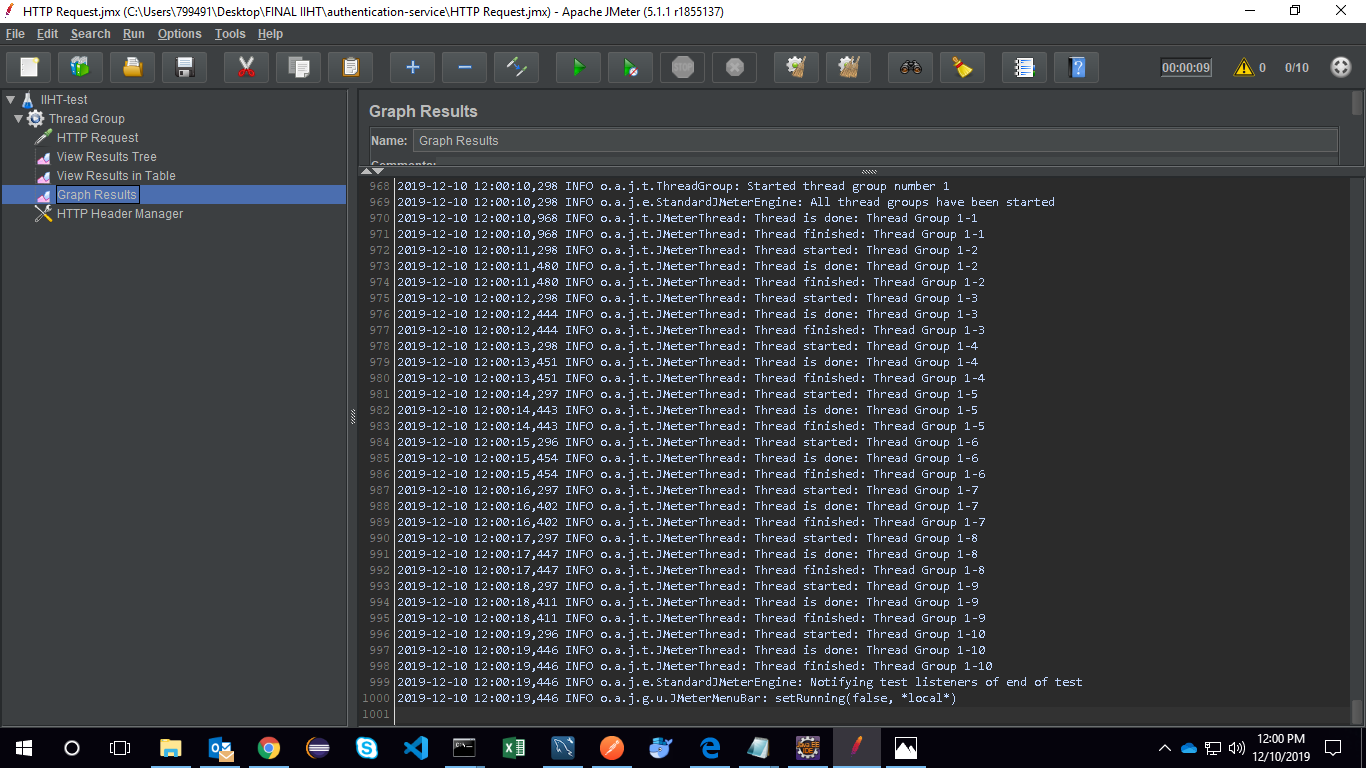 HTTP Request.jmx (C:\Users\799491\Desktop\FINAL IIHT\authentication-service\HTTP Request.jmx) - Apache JMeter (5.1.1 r1855137)
File Edit Search Run Options Tools Help
00:00:09 0 0/10
IIHT-test
Thread Group
HTTP Request
View Results Tree
View Results in Table
Graph Results
HTTP Header Manager
Graph Results
Name: Graph Results
Comments:
968 2019-12-10 12:00:10,298 INFO o.a.j.t.ThreadGroup: Started thread group number 1
969 2019-12-10 12:00:10,298 INFO o.a.j.e.StandardJMeterEngine: All thread groups have been started
970 2019-12-10 12:00:10,968 INFO o.a.j.t.JMeterThread: Thread is done: Thread Group 1-1
971 2019-12-10 12:00:10,968 INFO o.a.j.t.JMeterThread: Thread finished: Thread Group 1-1
972 2019-12-10 12:00:11,298 INFO o.a.j.t.JMeterThread: Thread started: Thread Group 1-2
973 2019-12-10 12:00:11,480 INFO o.a.j.t.JMeterThread: Thread is done: Thread Group 1-2
974 2019-12-10 12:00:11,480 INFO o.a.j.t.JMeterThread: Thread finished: Thread Group 1-2
975 2019-12-10 12:00:12,298 INFO o.a.j.t.JMeterThread: Thread started: Thread Group 1-3
976 2019-12-10 12:00:12,444 INFO o.a.j.t.JMeterThread: Thread is done: Thread Group 1-3
977 2019-12-10 12:00:12,444 INFO o.a.j.t.JMeterThread: Thread finished: Thread Group 1-3
978 2019-12-10 12:00:13,298 INFO o.a.j.t.JMeterThread: Thread started: Thread Group 1-4
979 2019-12-10 12:00:13,451 INFO o.a.j.t.JMeterThread: Thread is done: Thread Group 1-4
980 2019-12-10 12:00:13,451 INFO o.a.j.t.JMeterThread: Thread finished: Thread Group 1-4
981 2019-12-10 12:00:14,297 INFO o.a.j.t.JMeterThread: Thread started: Thread Group 1-5
982 2019-12-10 12:00:14,443 INFO o.a.j.t.JMeterThread: Thread is done: Thread Group 1-5
983 2019-12-10 12:00:14,443 INFO o.a.j.t.JMeterThread: Thread finished: Thread Group 1-5
984 2019-12-10 12:00:15,296 INFO o.a.j.t.JMeterThread: Thread started: Thread Group 1-6
985 2019-12-10 12:00:15,454 INFO o.a.j.t.JMeterThread: Thread is done: Thread Group 1-6
986 2019-12-10 12:00:15,454 INFO o.a.j.t.JMeterThread: Thread finished: Thread Group 1-6
987 2019-12-10 12:00:16,297 INFO o.a.j.t.JMeterThread: Thread started: Thread Group 1-7
988 2019-12-10 12:00:16,402 INFO o.a.j.t.JMeterThread: Thread is done: Thread Group 1-7
989 2019-12-10 12:00:16,402 INFO o.a.j.t.JMeterThread: Thread finished: Thread Group 1-7
990 2019-12-10 12:00:17,297 INFO o.a.j.t.JMeterThread: Thread started: Thread Group 1-8
991 2019-12-10 12:00:17,447 INFO o.a.j.t.JMeterThread: Thread is done: Thread Group 1-8
992 2019-12-10 12:00:17,447 INFO o.a.j.t.JMeterThread: Thread finished: Thread Group 1-8
993 2019-12-10 12:00:18,297 INFO o.a.j.t.JMeterThread: Thread started: Thread Group 1-9
994 2019-12-10 12:00:18,411 INFO o.a.j.t.JMeterThread: Thread is done: Thread Group 1-9
995 2019-12-10 12:00:18,411 INFO o.a.j.t.JMeterThread: Thread finished: Thread Group 1-9
996 2019-12-10 12:00:19,296 INFO o.a.j.t.JMeterThread: Thread started: Thread Group 1-10
997 2019-12-10 12:00:19,446 INFO o.a.j.t.JMeterThread: Thread is done: Thread Group 1-10
998 2019-12-10 12:00:19,446 INFO o.a.j.t.JMeterThread: Thread finished: Thread Group 1-10
999 2019-12-10 12:00:19,446 INFO o.a.j.e.StandardJMeterEngine: Notifying test listeners of end of test
1000 2019-12-10 12:00:19,446 INFO o.a.j.g.u.JMeterMenuBar: setRunning(false, *local*)
1001
12:00 PM
12/10/2019